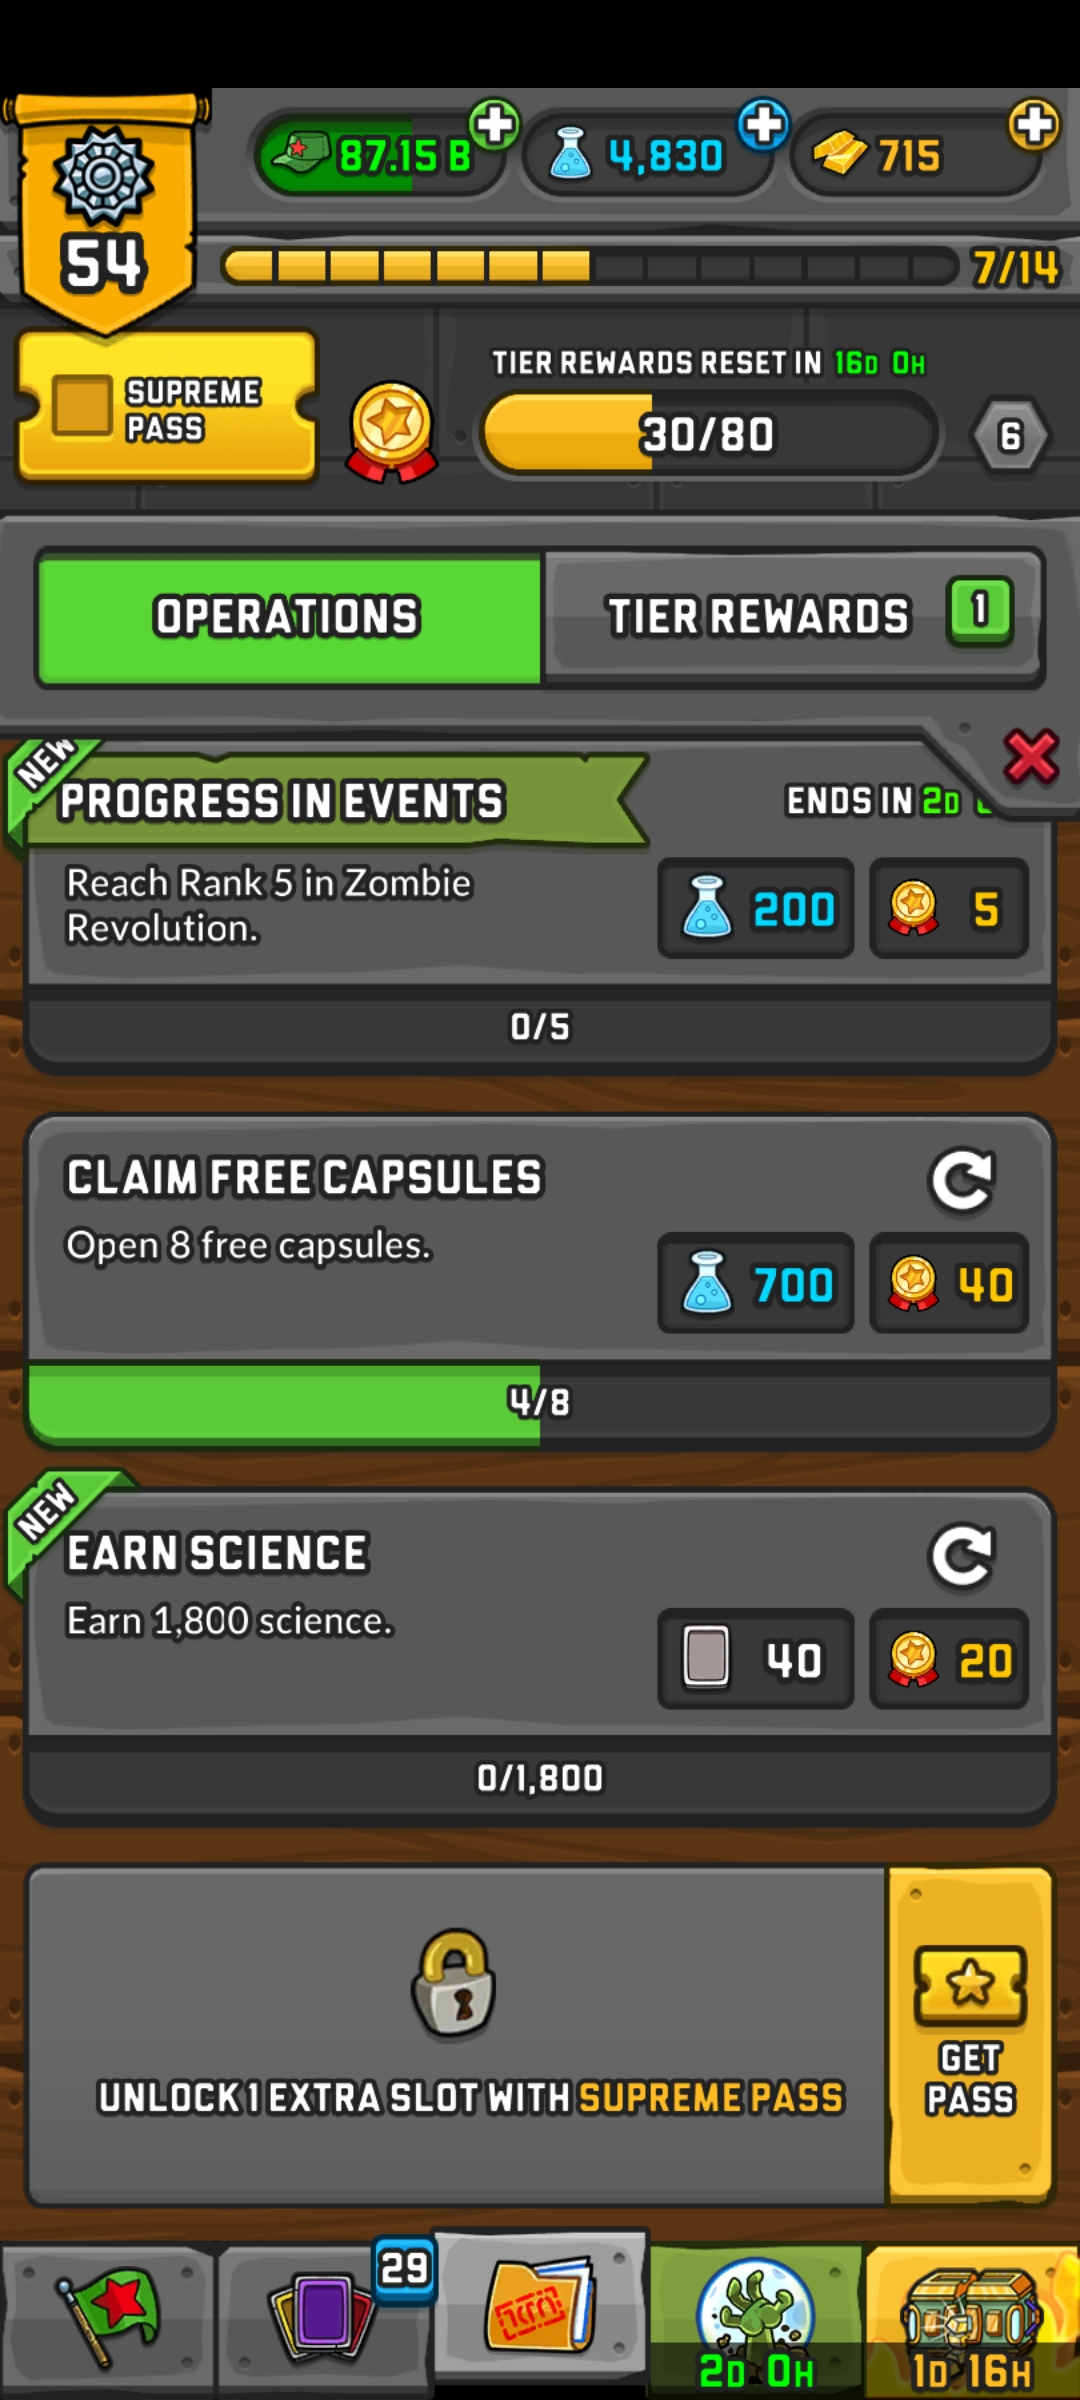 87.15 B
4,830
715
54
7/14
SUPREME
PASS
TIER REWARDS RESET IN 16D 0H
30/80
6
OPERATIONS
TIER REWARDS
1
NEW
PROGRESS IN EVENTS
ENDS IN 2D
Reach Rank 5 in Zombie
Revolution.
200
5
0/5
CLAIM FREE CAPSULES
Open 8 free capsules.
700
40
4/8
NEW
EARN SCIENCE
Earn 1,800 science.
40
20
0/1,800
UNLOCK 1 EXTRA SLOT WITH SUPREME PASS
GET
PASS
29
2D 0H
1D 16H